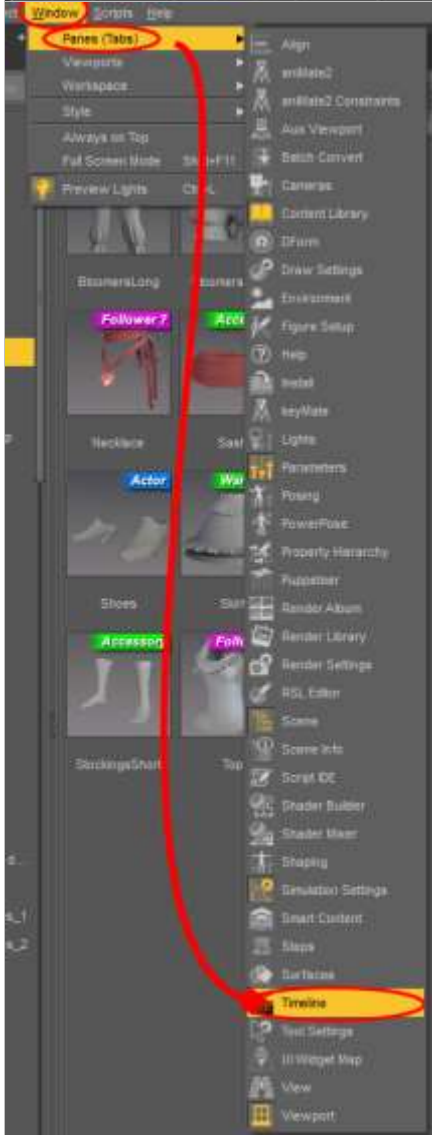 Window Scripts Help
Panes (Tabs)
Viewports
Workspace
Style
Always on Top
Full Screen Mode
Preview Lights
BloomersLong
Follower?
Necklace
Actor
Shoes
Accessory
StockingsShort
Top
Align
aniMate2
aniMate2 Constraints
Aux Viewport
Batch Convert
Cameras
Content Library
DForm
Draw Settings
Environment
Figure Setup
Help
Install
keyMate
Lights
Parameters
Posing
PowerPose
Property Hierarchy
Puppeteer
Render Album
Render Library
Render Settings
RSL Editor
Scene
Scene Info
Script IDE
Shader Builder
Shader Mixer
Shaping
Simulation Settings
Smart Content
Steps
Surfaces
Timeline
Tool Settings
UI Widget Map
View
Viewport